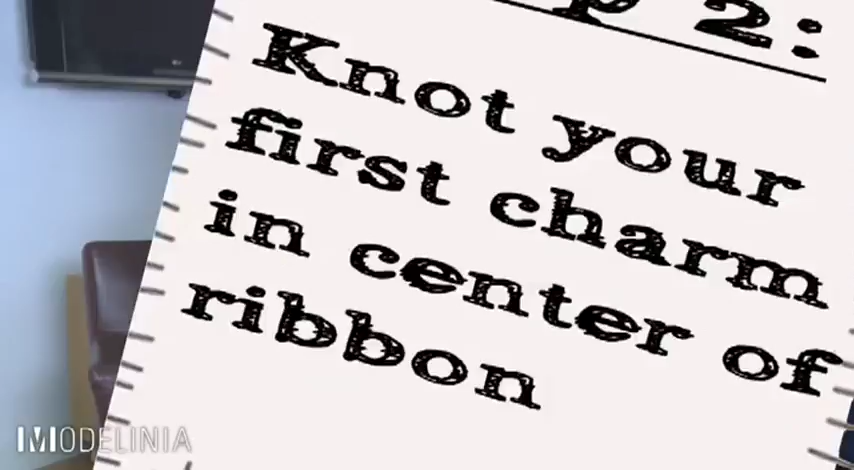 p 2:
Knot your
first charm
in center of
ribbon
MODELINIA